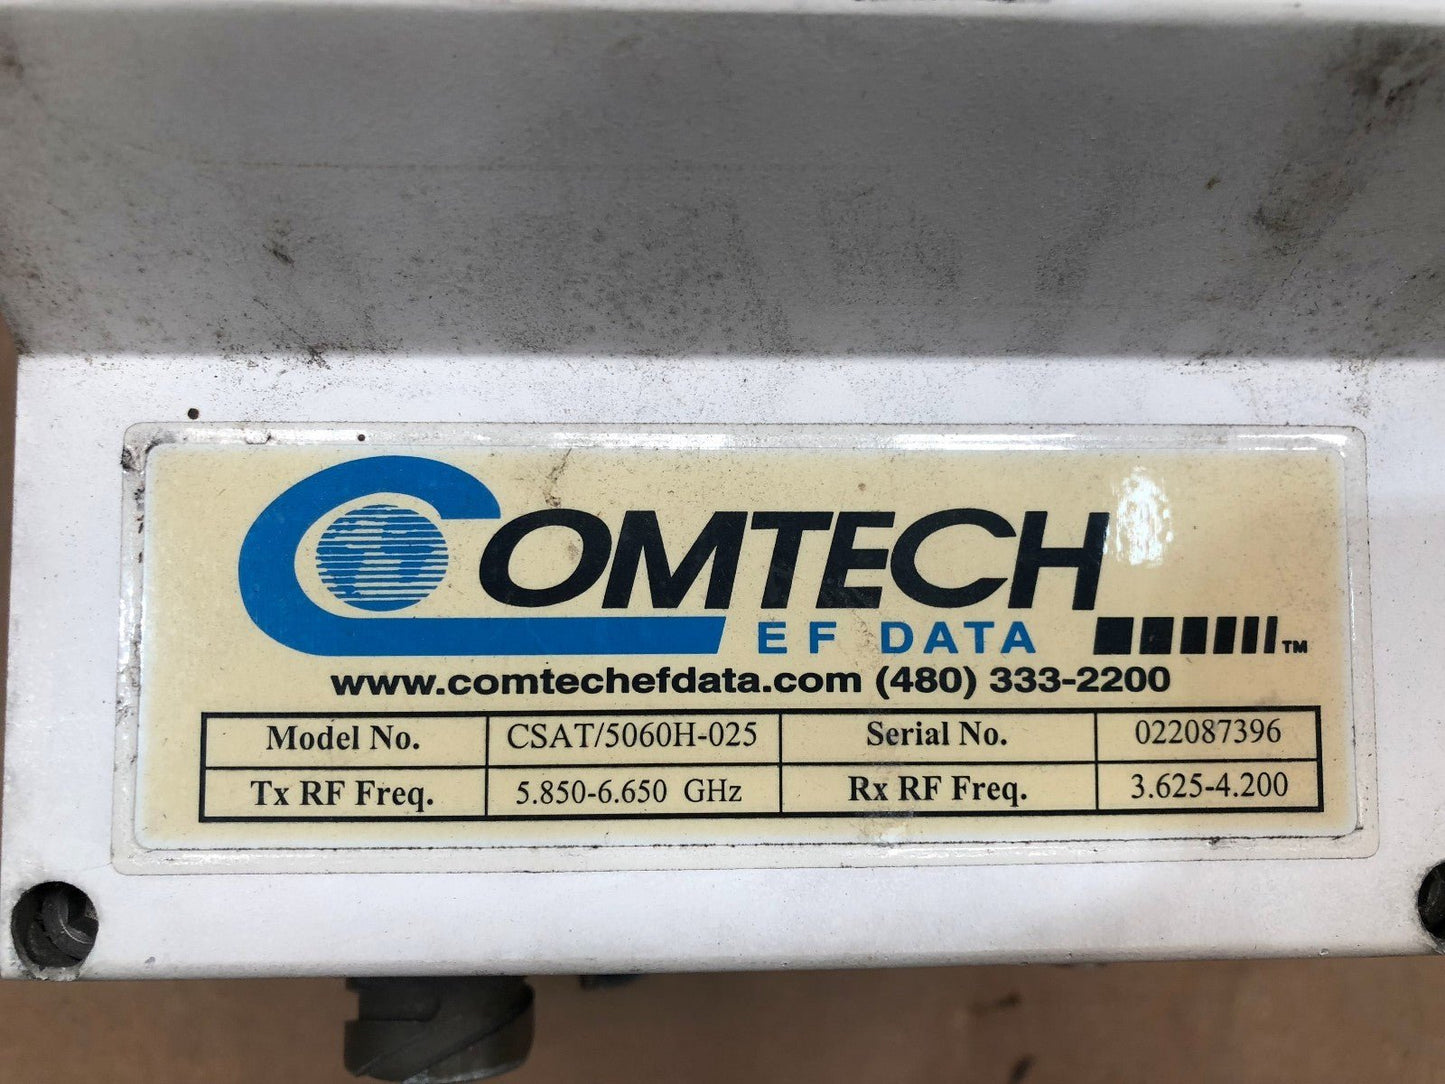 COMTECH
EF DATA ™
www.comtechefdata.com (480) 333-2200
Model No. CSAT/5060H-025 Serial No. 022087396
Tx RF Freq. 5.850-6.650 GHz Rx RF Freq. 3.625-4.200